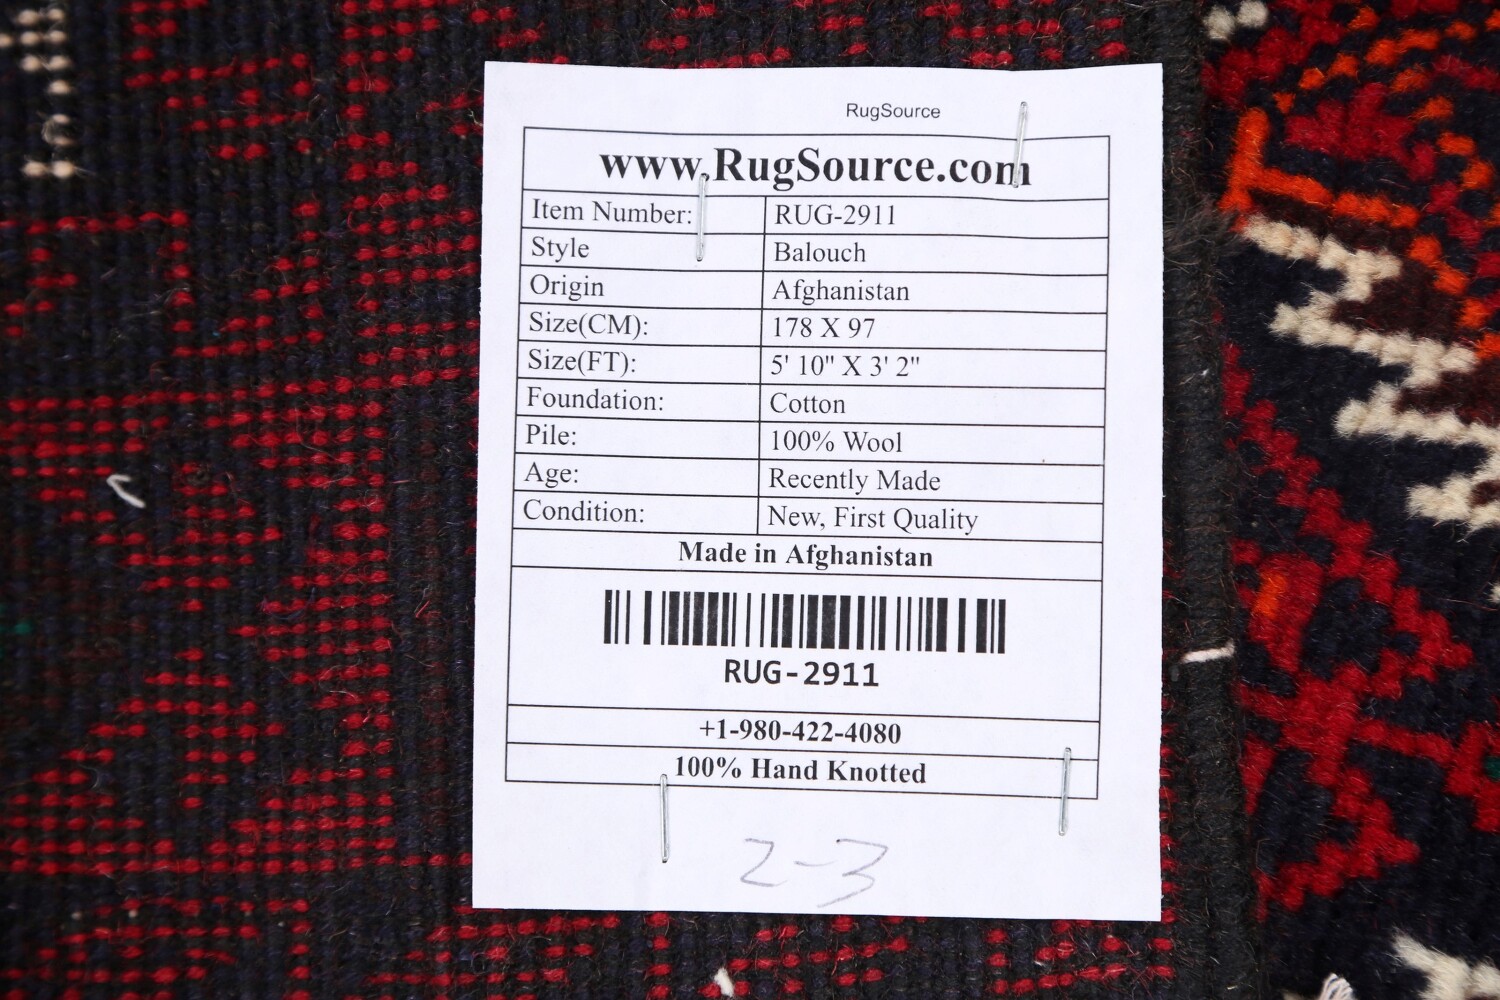 RugSource
www.RugSource.com
Item Number: RUG-2911
Style Balouch
Origin Afghanistan
Size(CM): 178 X 97
Size(FT): 5' 10" X 3' 2"
Foundation: Cotton
Pile: 100% Wool
Age: Recently Made
Condition: New, First Quality
Made in Afghanistan
RUG-2911
+1-980-422-4080
100% Hand Knotted
2-3